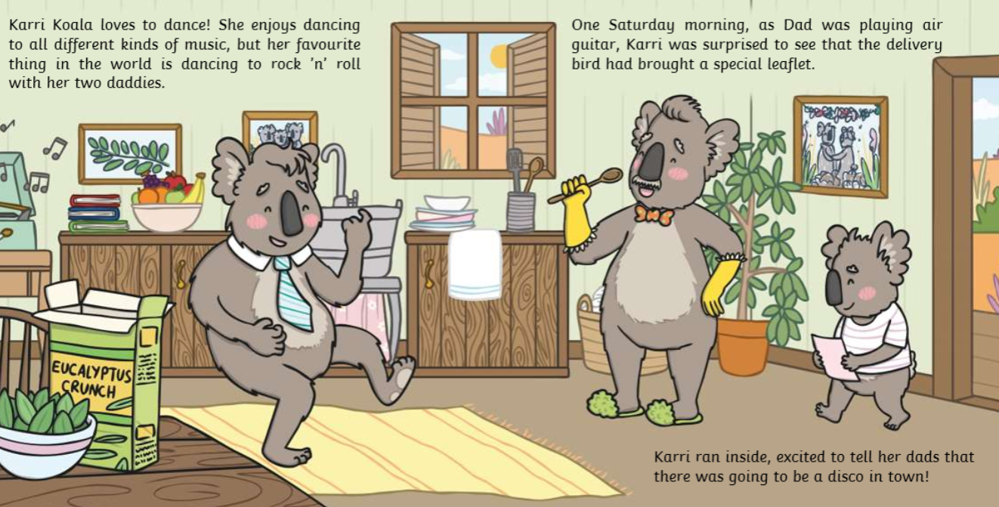 Karri Koala loves to dance! She enjoys dancing
to all different kinds of music, but her favourite
thing in the world is dancing to rock ’n’ roll
with her two daddies.
One Saturday morning, as Dad was playing air
guitar, Karri was surprised to see that the delivery
bird had brought a special leaflet.
EUCALYPTUS
CRUNCH
Karri ran inside, excited to tell her dads that
there was going to be a disco in town!